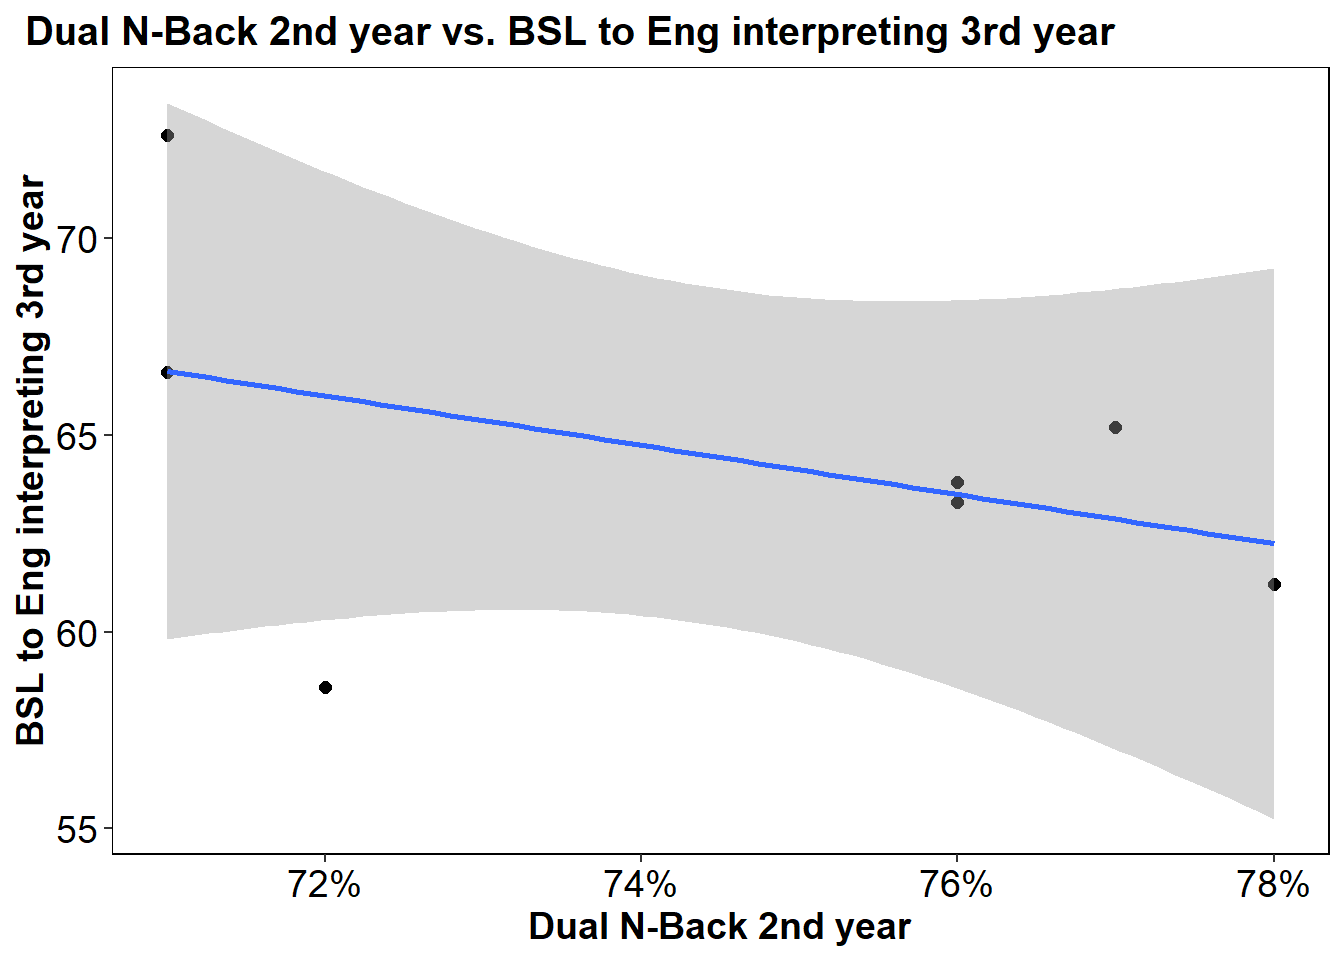 Dual N-Back 2nd year vs. BSL to Eng interpreting 3rd year
BSL to Eng interpreting 3rd year
70
65
60
55
72% 74% 76% 78%
Dual N-Back 2nd year